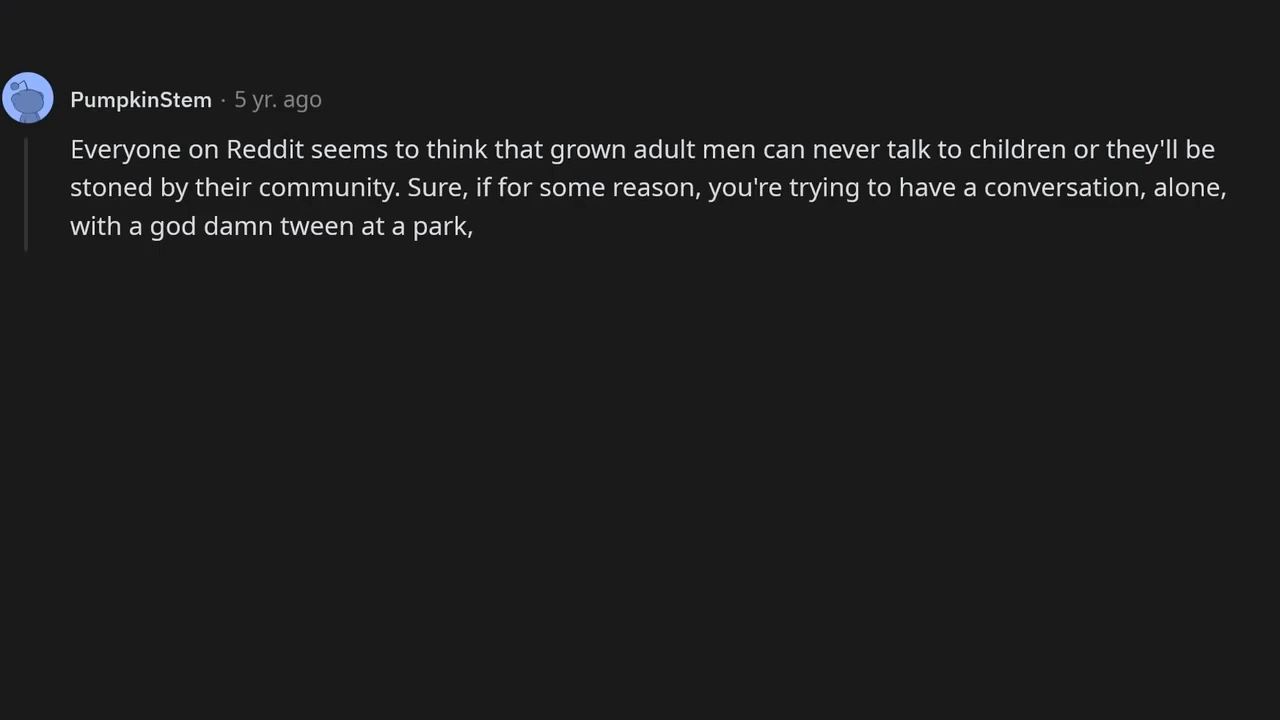 PumpkinStem · 5 yr. ago
Everyone on Reddit seems to think that grown adult men can never talk to children or they'll be
stoned by their community. Sure, if for some reason, you're trying to have a conversation, alone,
with a god damn tween at a park,